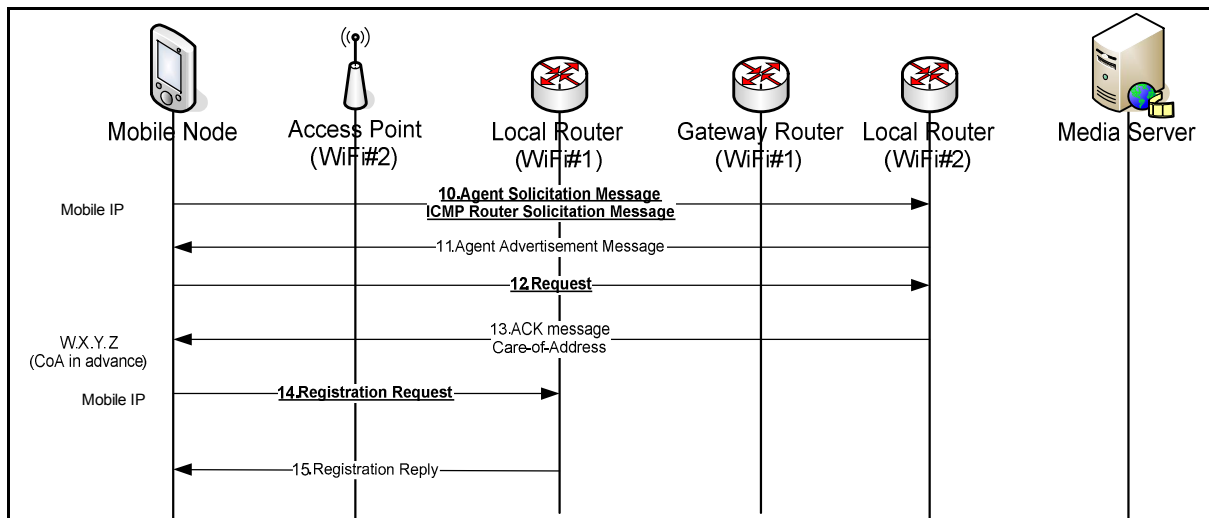 Mobile Node
Access Point
(WiFi#2)
Local Router
(WiFi#1)
Gateway Router
(WiFi#1)
Local Router
(WiFi#2)
Media Server
Mobile IP
10.Agent Solicitation Message
ICMP Router Solicitation Message
11.Agent Advertisement Message
12.Request
W.X.Y.Z
(CoA in advance)
13.ACK message
Care-of-Address
Mobile IP
14.Registration Request
15.Registration Reply